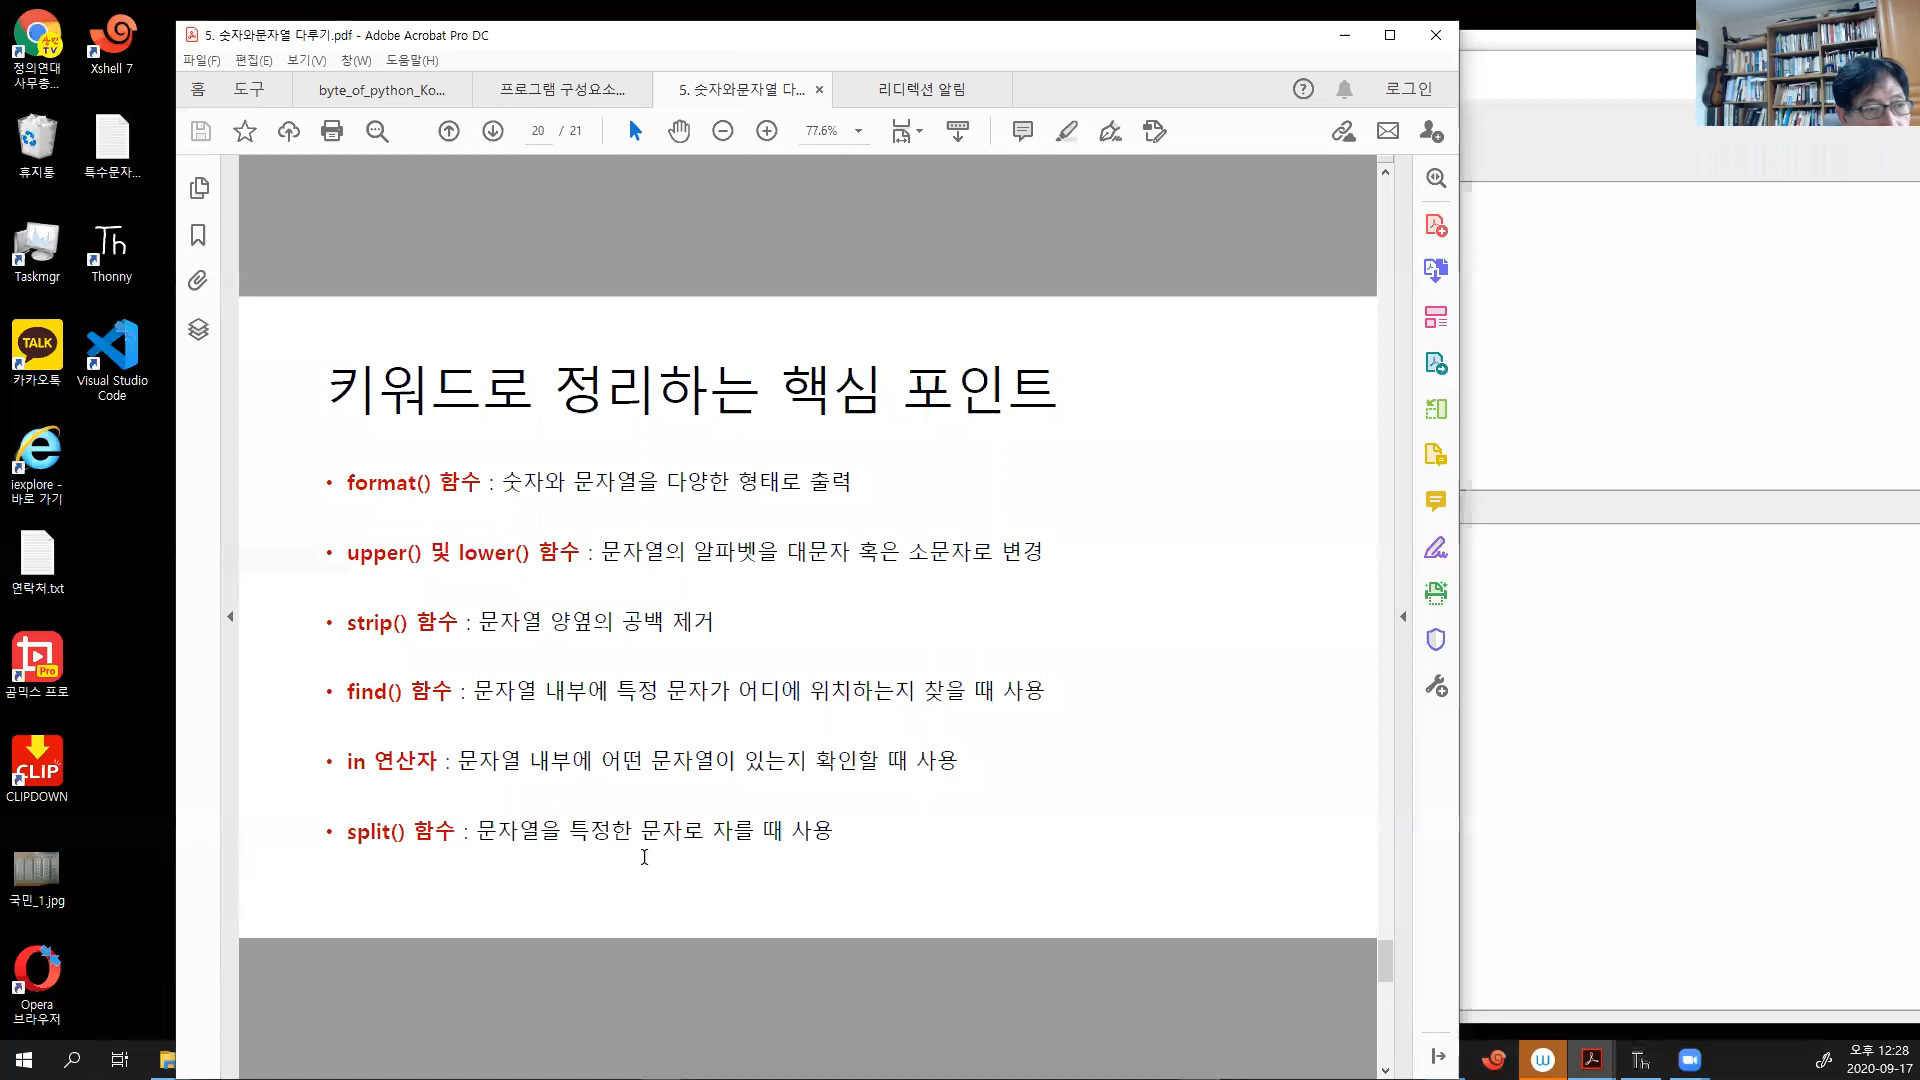 정의연대
사무총...
Xshell 7
휴지통
특수문자...
Taskmgr
Thonny
TALK
카카오톡
Visual Studio
Code
iexplore -
바로 가기
연락처.txt
Pro
곰믹스 프로
CLIP
CLIPDOWN
국민_1.jpg
Opera
브라우저
5. 숫자와문자열 다루기.pdf - Adobe Acrobat Pro DC
파일(F) 편집(E) 보기(V) 창(W) 도움말(H)
홈 도구 byte_of_python_Ko... 프로그램 구성요소... 5. 숫자와문자열 다... 리디렉션 알림 로그인
20 / 21 77.6%
키워드로 정리하는 핵심 포인트
• format() 함수 : 숫자와 문자열을 다양한 형태로 출력
• upper() 및 lower() 함수 : 문자열의 알파벳을 대문자 혹은 소문자로 변경
• strip() 함수 : 문자열 양옆의 공백 제거
• find() 함수 : 문자열 내부에 특정 문자가 어디에 위치하는지 찾을 때 사용
• in 연산자 : 문자열 내부에 어떤 문자열이 있는지 확인할 때 사용
• split() 함수 : 문자열을 특정한 문자로 자를 때 사용
오후 12:28
2020-09-17